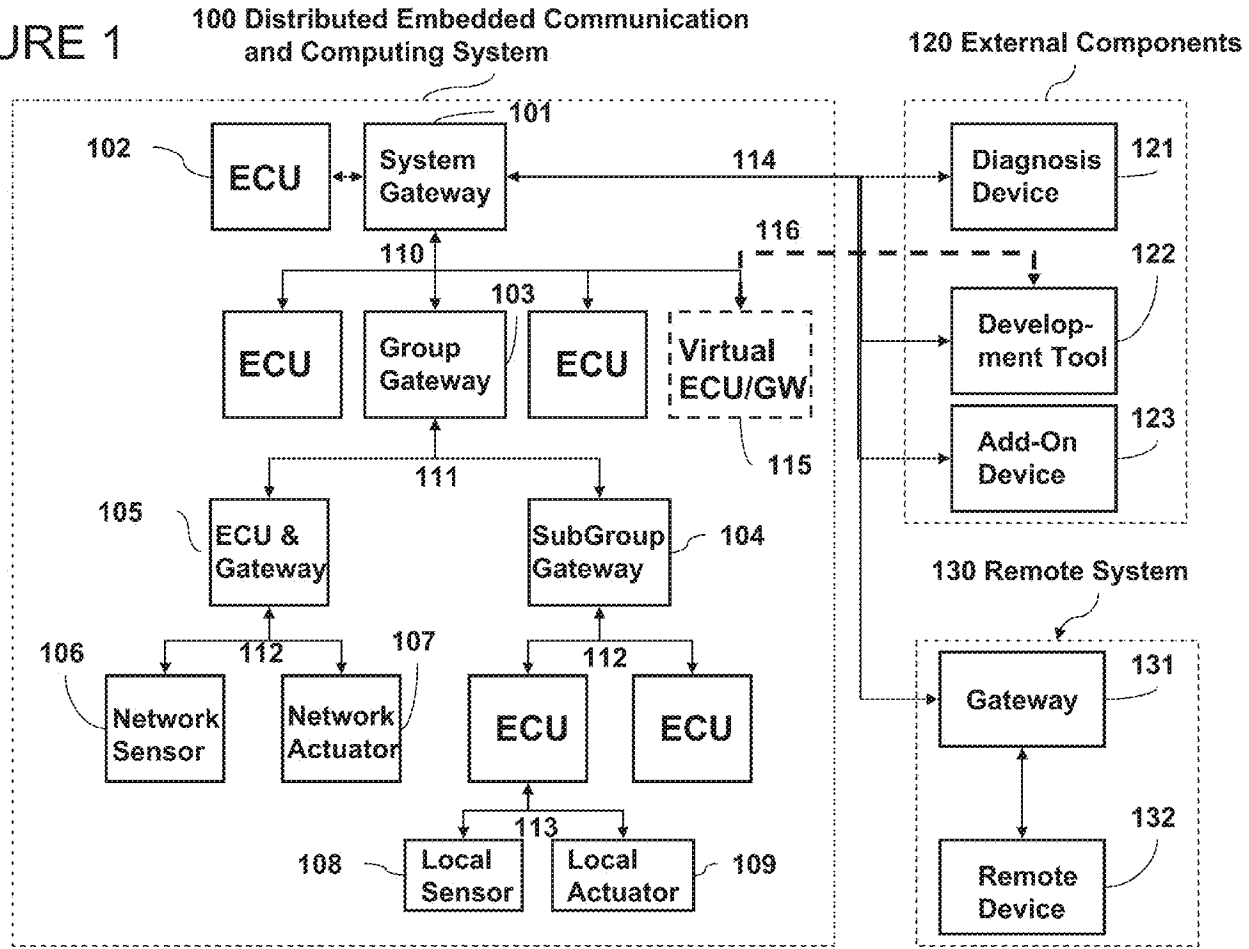 URE 1
100 Distributed Embedded Communication
and Computing System
120 External Components
101
102
ECU
System
Gateway
114
Diagnosis
Device
121
110
116
122
103
ECU
Group
Gateway
ECU
Virtual
ECU/GW
Develop-
ment Tool
123
115
Add-On
Device
111
105
ECU &
Gateway
SubGroup
Gateway
104
130 Remote System
106
112
107
112
131
Gateway
Network
Sensor
Network
Actuator
ECU
ECU
113
132
108
Local
Sensor
Local
Actuator
109
Remote
Device